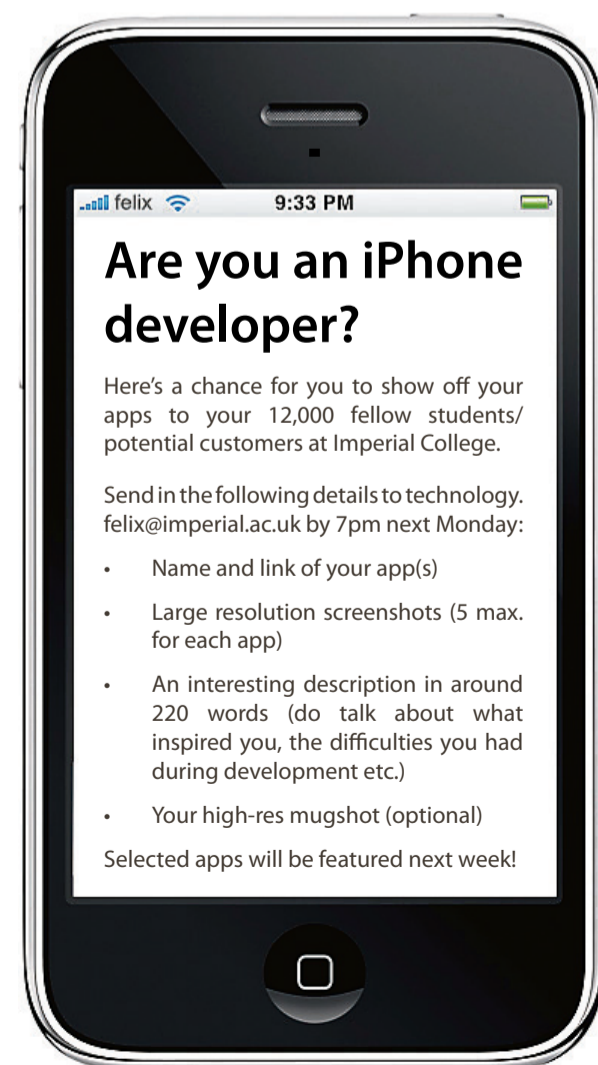 felix 9:33 PM
Are you an iPhone
developer?
Here's a chance for you to show off your
apps to your 12,000 fellow students/
potential customers at Imperial College.
Send in the following details to technology.
felix@imperial.ac.uk by 7pm next Monday:
• Name and link of your app(s)
• Large resolution screenshots (5 max.
for each app)
• An interesting description in around
220 words (do talk about what
inspired you, the difficulties you had
during development etc.)
• Your high-res mugshot (optional)
Selected apps will be featured next week!